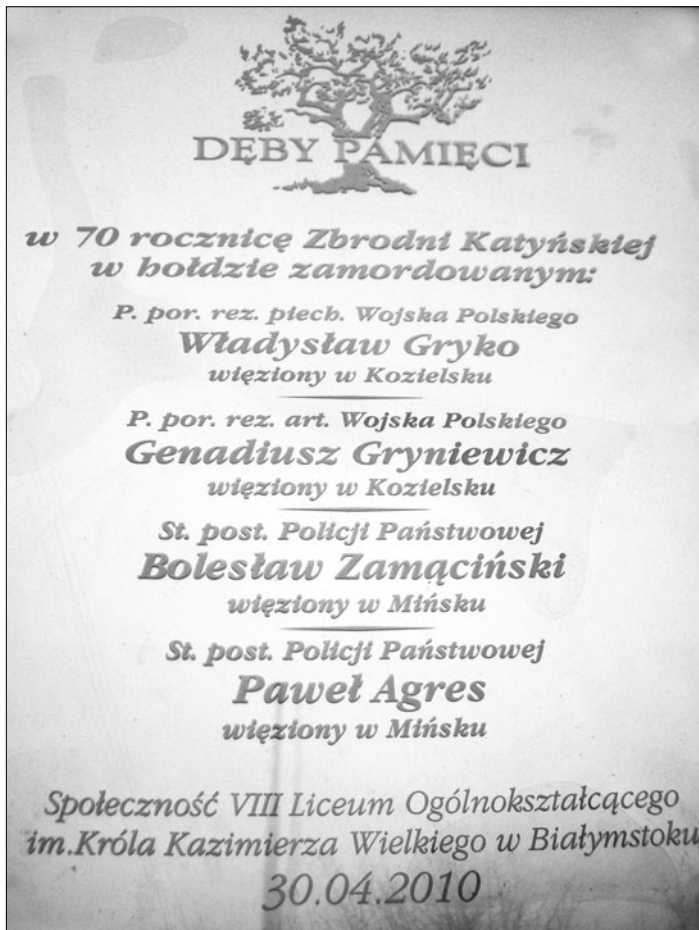 DĘBY PAMIĘCI
w 70 rocznicę Zbrodni Katyńskiej
w hołdzie zamordowanym:
P. por. rez. piech. Wojska Polskiego
Władysław Gryko
więziony w Kozielsku
P. por. rez. art. Wojska Polskiego
Genadiusz Gryniewicz
więziony w Kozielsku
St. post. Policji Państwowej
Bolesław Zamąciński
więziony w Mińsku
St. post. Policji Państwowej
Paweł Agres
więziony w Mińsku
Społeczność VIII Liceum Ogólnokształcącego
im.Króla Kazimierza Wielkiego w Białymstoku
30.04.2010